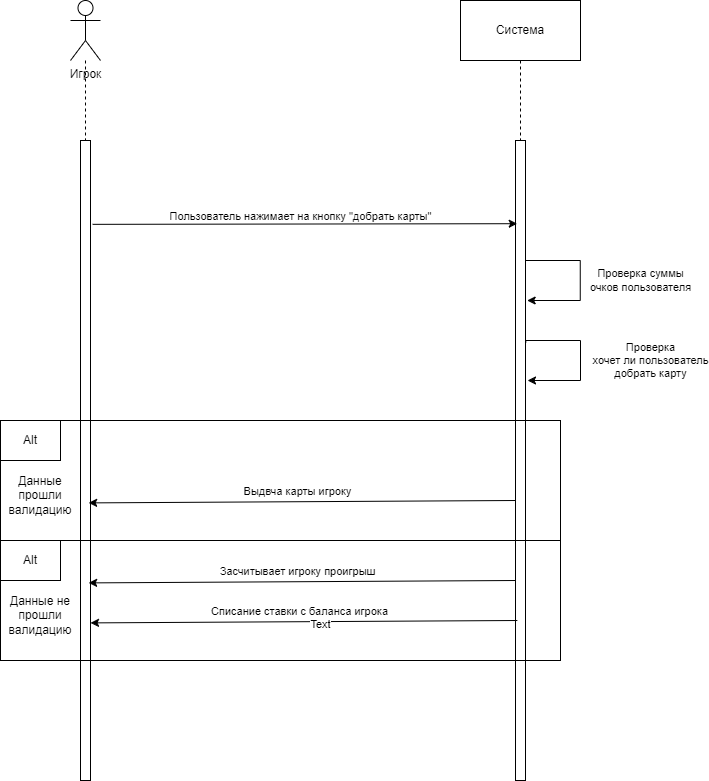 Игрок
Система
Пользователь нажимает на кнопку "добрать карты"
Проверка суммы
очков пользователя
Проверка
хочет ли пользователь
добрать карту
Alt
Данные
прошли
валидацию
Выдвча карты игроку
Alt
Данные не
прошли
валидацию
Засчитывает игроку проигрыш
Списание ставки с баланса игрока
Text